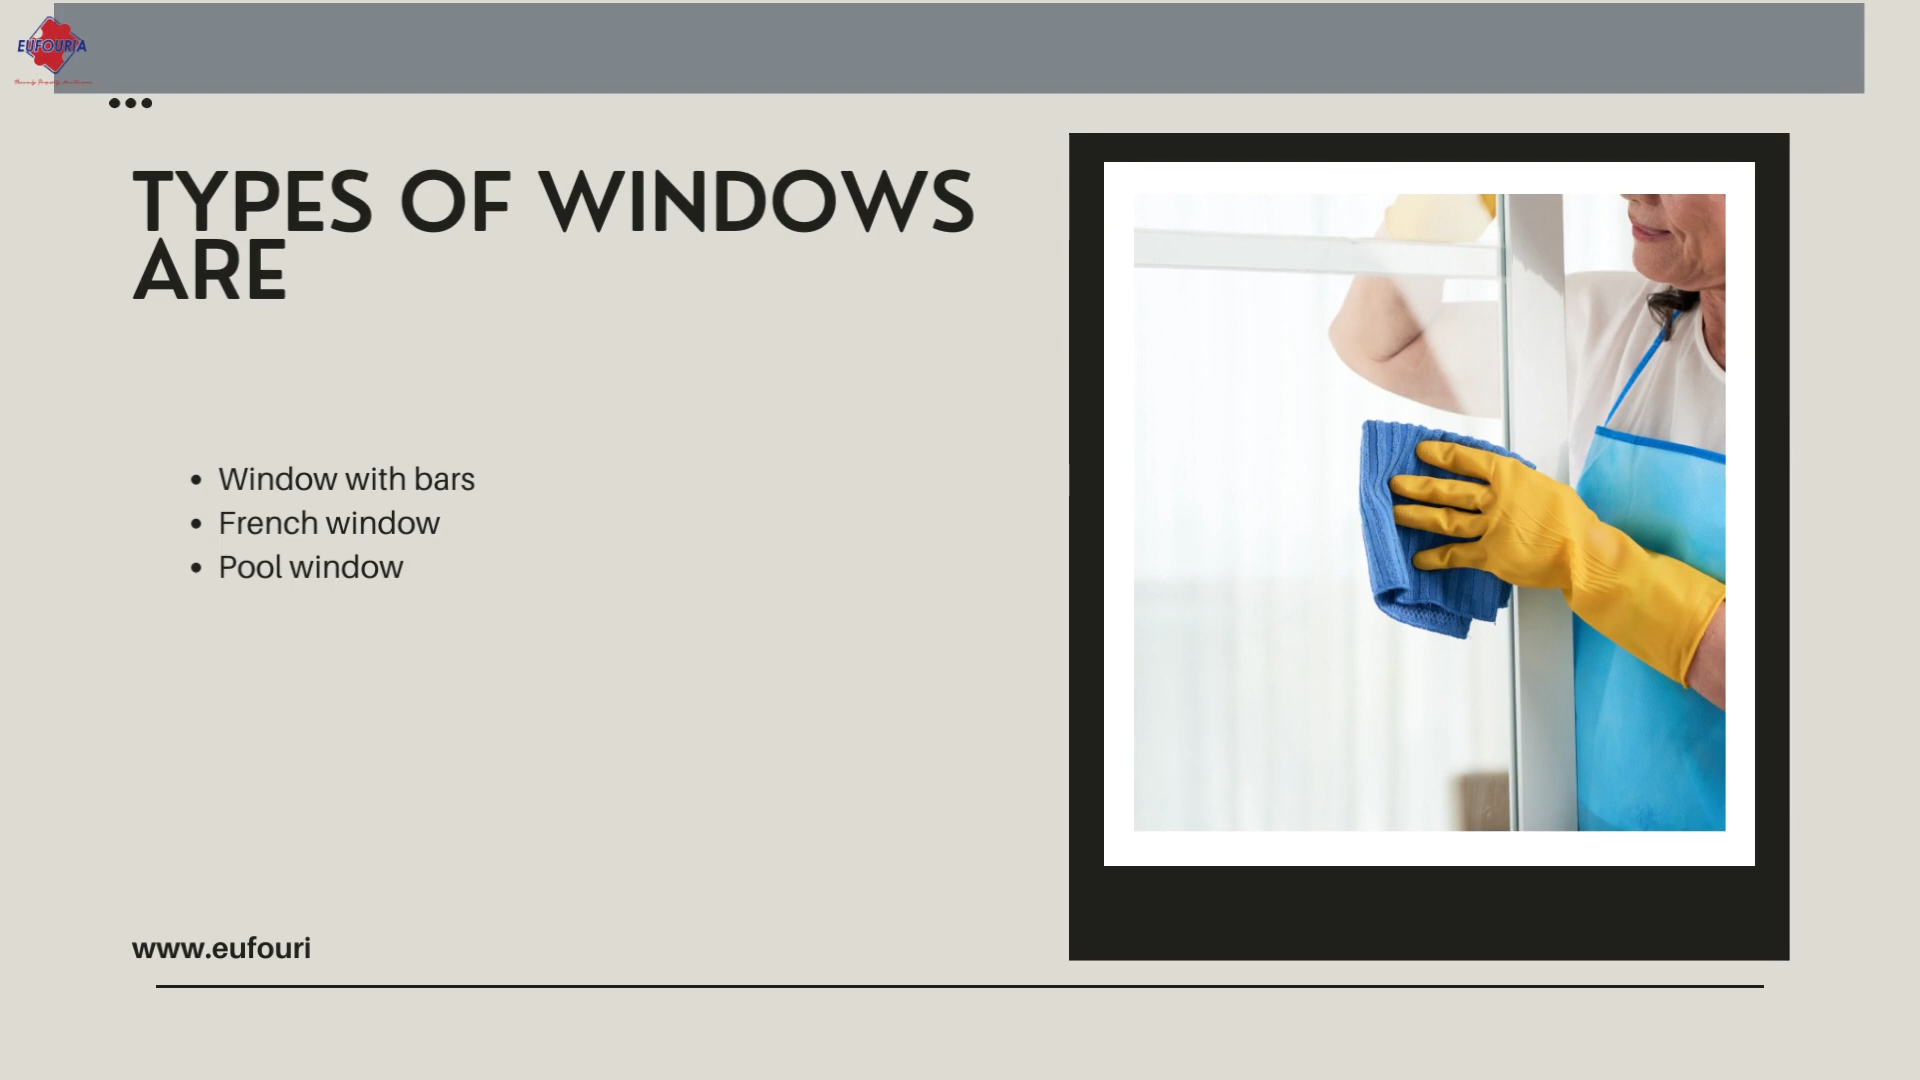 EUFOURIA
TYPES OF WINDOWS
ARE
Window with bars
French window
Pool window
www.eufouri